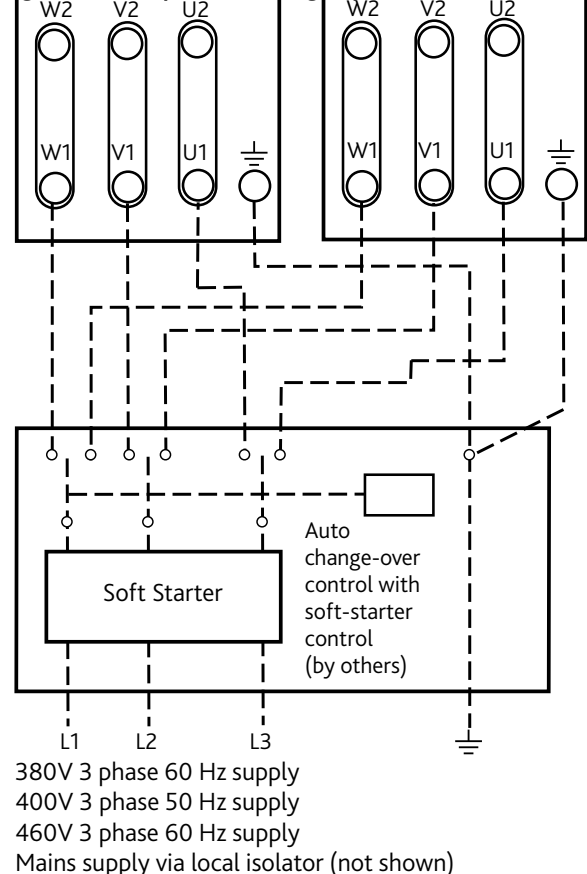 W2 V2 U2
W2 V2 U2
W1 V1 U1
W1 V1 U1
Auto
change-over
control with
soft-starter
control
(by others)
Soft Starter
L1 L2 L3
380V 3 phase 60 Hz supply
400V 3 phase 50 Hz supply
460V 3 phase 60 Hz supply
Mains supply via local isolator (not shown)